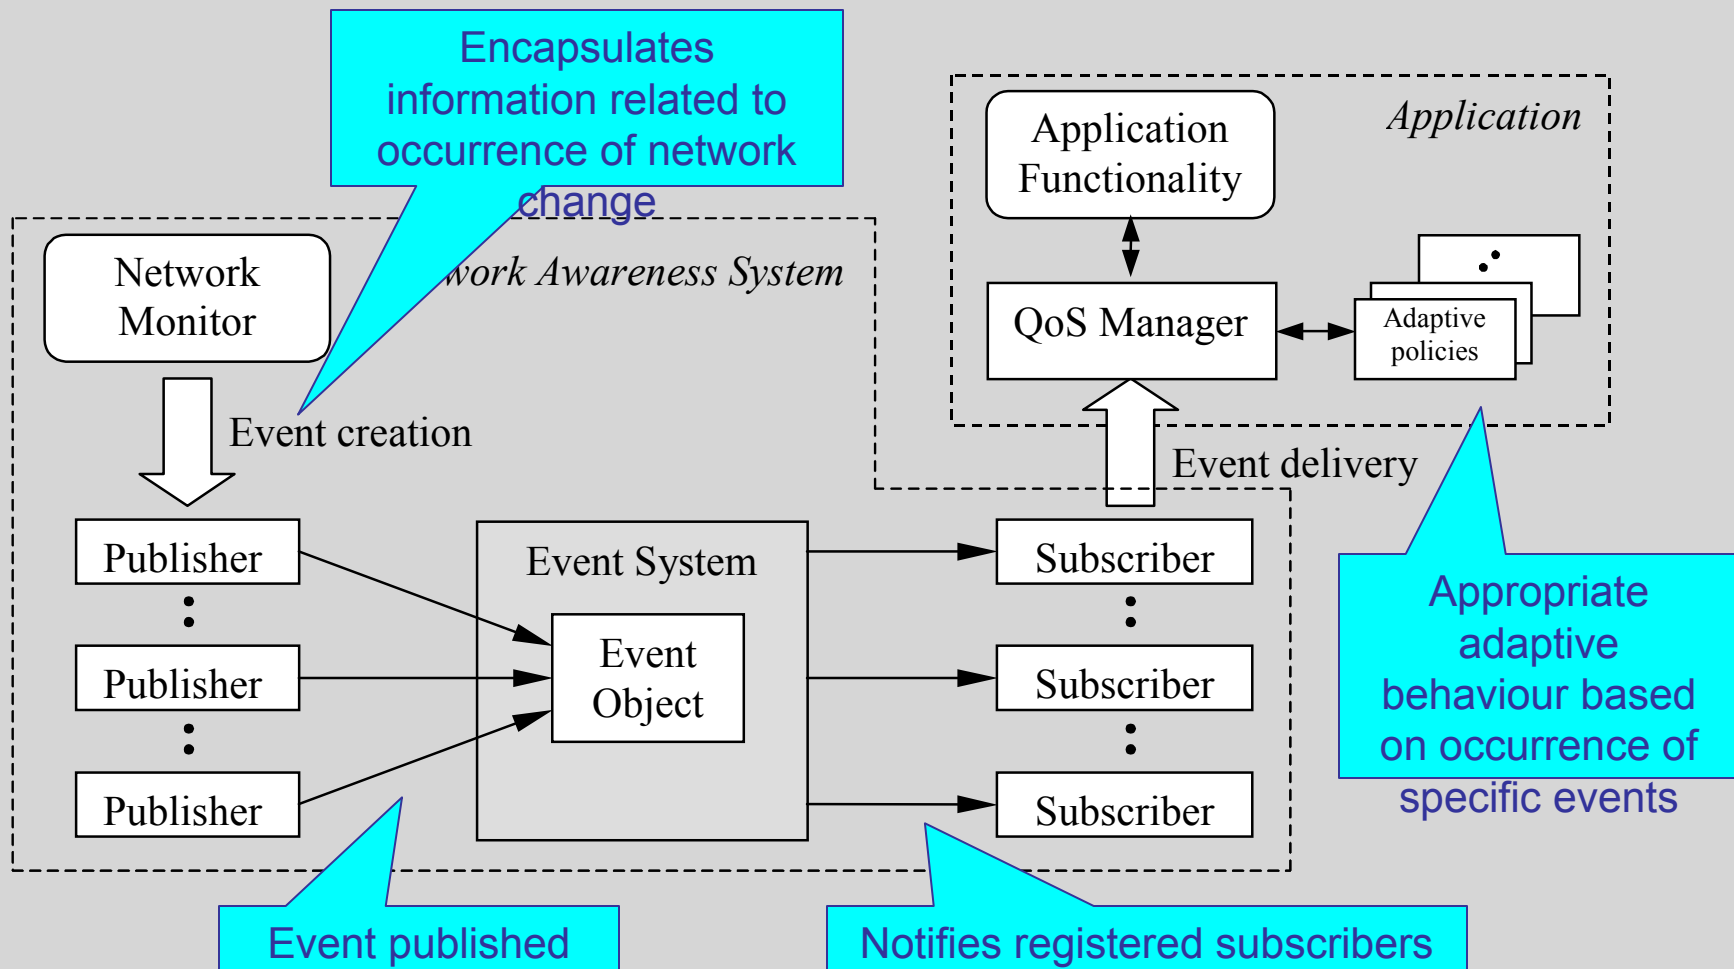 Encapsulates
information related to
occurrence of network
change
Application
Functionality
Application
Network
Monitor
work Awareness System
QoS Manager
Adaptive
policies
Event creation
Event delivery
Publisher
Publisher
Publisher
Event System
Event
Object
Subscriber
Subscriber
Subscriber
Appropriate
adaptive
behaviour based
on occurrence of
specific events
Event published
Notifies registered subscribers